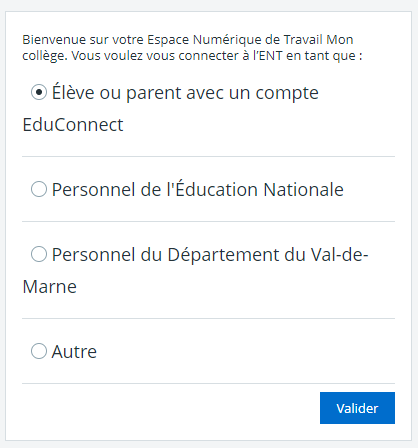 Bienvenue sur votre Espace Numérique de Travail Mon
collège. Vous voulez vous connecter à l'ENT en tant que :
Élève ou parent avec un compte
EduConnect
Personnel de l'Éducation Nationale
Personnel du Département du Val-de-
Marne
Autre
Valider